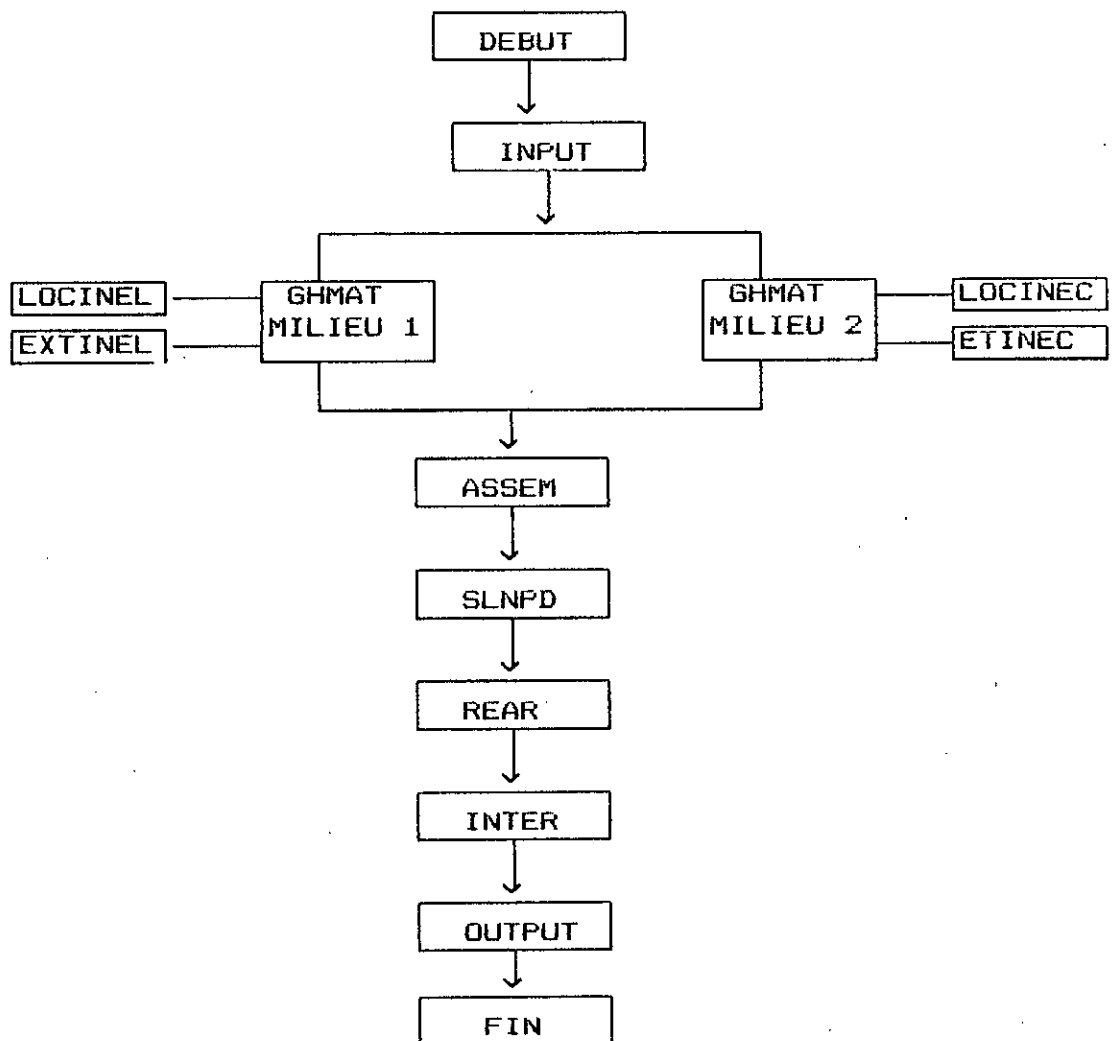 DEBUT
INPUT
LOCINEL
EXTINEL
GHMAT
MILIEU 1
GHMAT
MILIEU 2
LOCINEC
ETINEC
ASSEM
SLNPD
REAR
INTER
OUTPUT
FIN